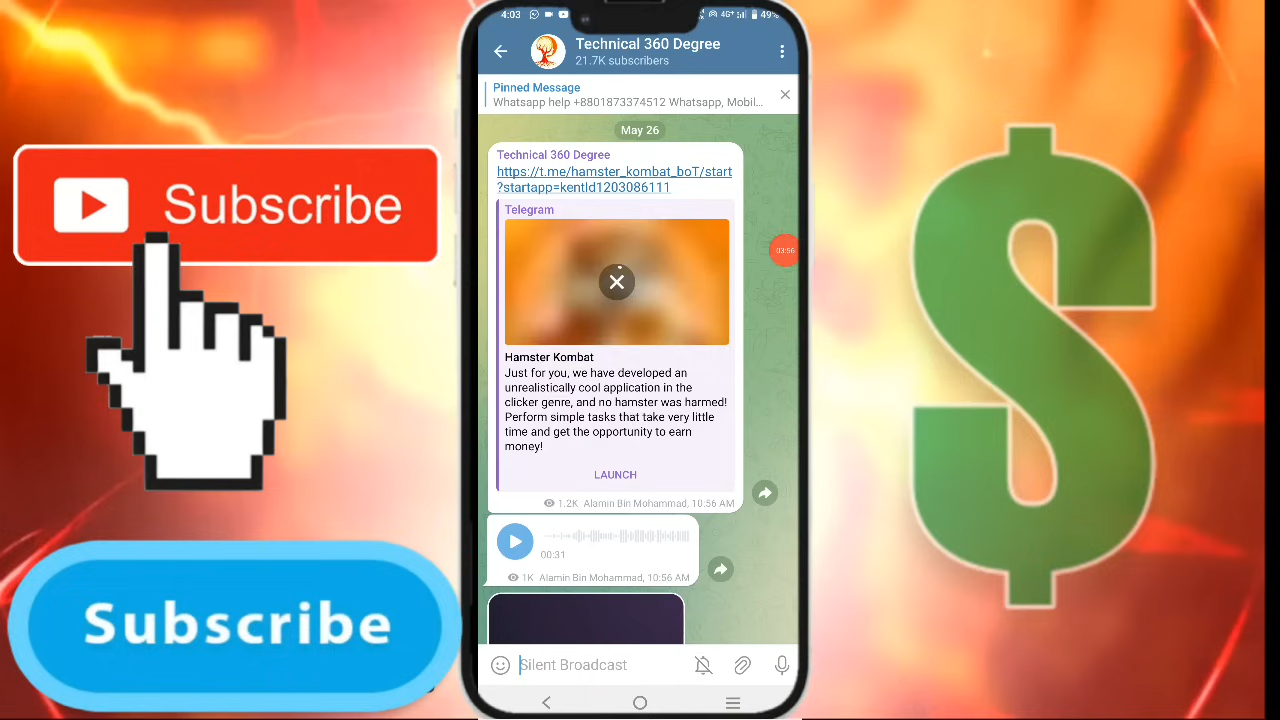 4:03
4G+
49%
Technical 360 Degree
21.7K subscribers
Pinned Message
Whatsapp help +8801873374512 Whatsapp, Mobil...
May 26
Technical 360 Degree
https://t.me/hamster_kombat_boT/start
?startapp=kentId1203086111
Telegram
03:56
Hamster Kombat
Just for you, we have developed an
unrealistically cool application in the
clicker genre, and no hamster was harmed!
Perform simple tasks that take very little
time and get the opportunity to earn
money!
LAUNCH
1.2K Alamin Bin Mohammad, 10:56 AM
00:31
1K Alamin Bin Mohammad, 10:56 AM
Silent Broadcast
Subscribe
Subscribe
$